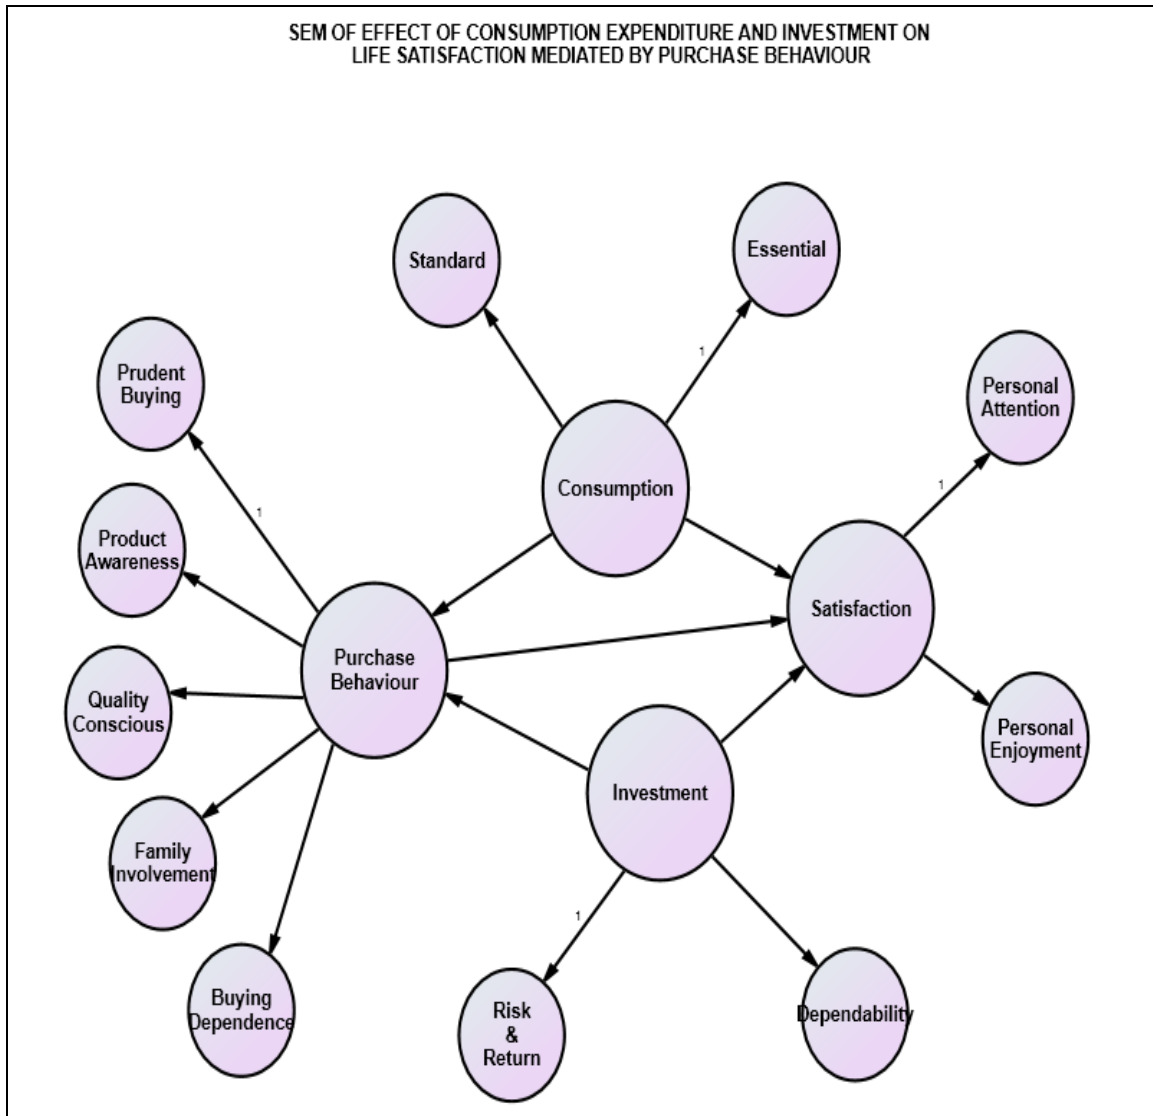 SEM OF EFFECT OF CONSUMPTION EXPENDITURE AND INVESTMENT ON
LIFE SATISFACTION MEDIATED BY PURCHASE BEHAVIOUR
Standard
Essential
1
Prudent
Buying
Personal
Attention
1
Consumption
1
Product
Awareness
Satisfaction
Purchase
Behaviour
Quality
Conscious
Personal
Enjoyment
Investment
Family
Involvement
1
Buying
Dependence
Risk
&
Return
Dependability